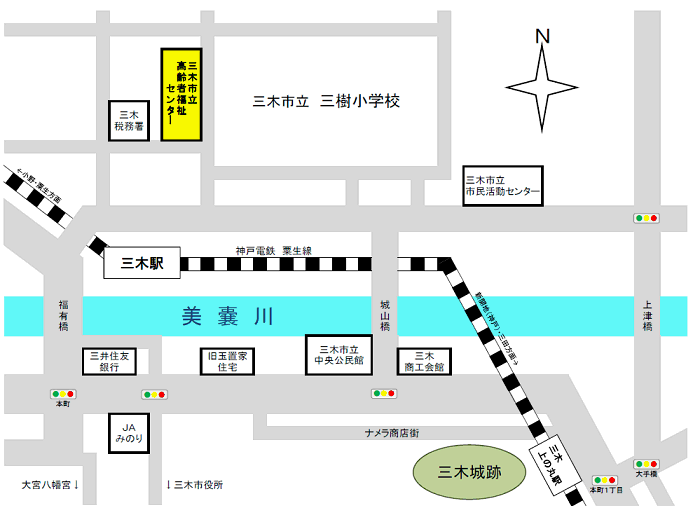 N
三木市立
高齢者福祉
センター
三木
税務署
三木市立 三樹小学校
三木市立
市民活動センター
←小野・粟生方面
三木駅
神戸電鉄 粟生線
新開地(神戸)・三田方面→
福有橋
美嚢川
城山橋
上津橋
三井住友
銀行
旧玉置家
住宅
三木市立
中央公民館
三木
商工会館
本町
JA
みのり
ナメラ商店街
三木城跡
三木
上の丸駅
大手橋
本町1丁目
大宮八幡宮↓
↓三木市役所